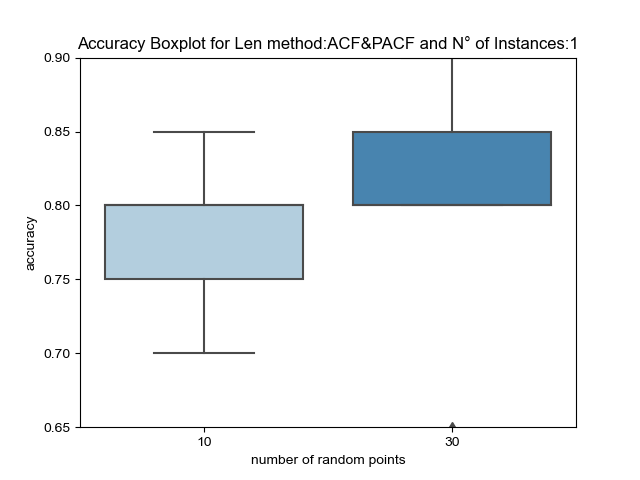 Accuracy Boxplot for Len method:ACF&PACF and N° of Instances:1
0.90
0.85
0.80
0.75
0.70
0.65
accuracy
10 30
number of random points